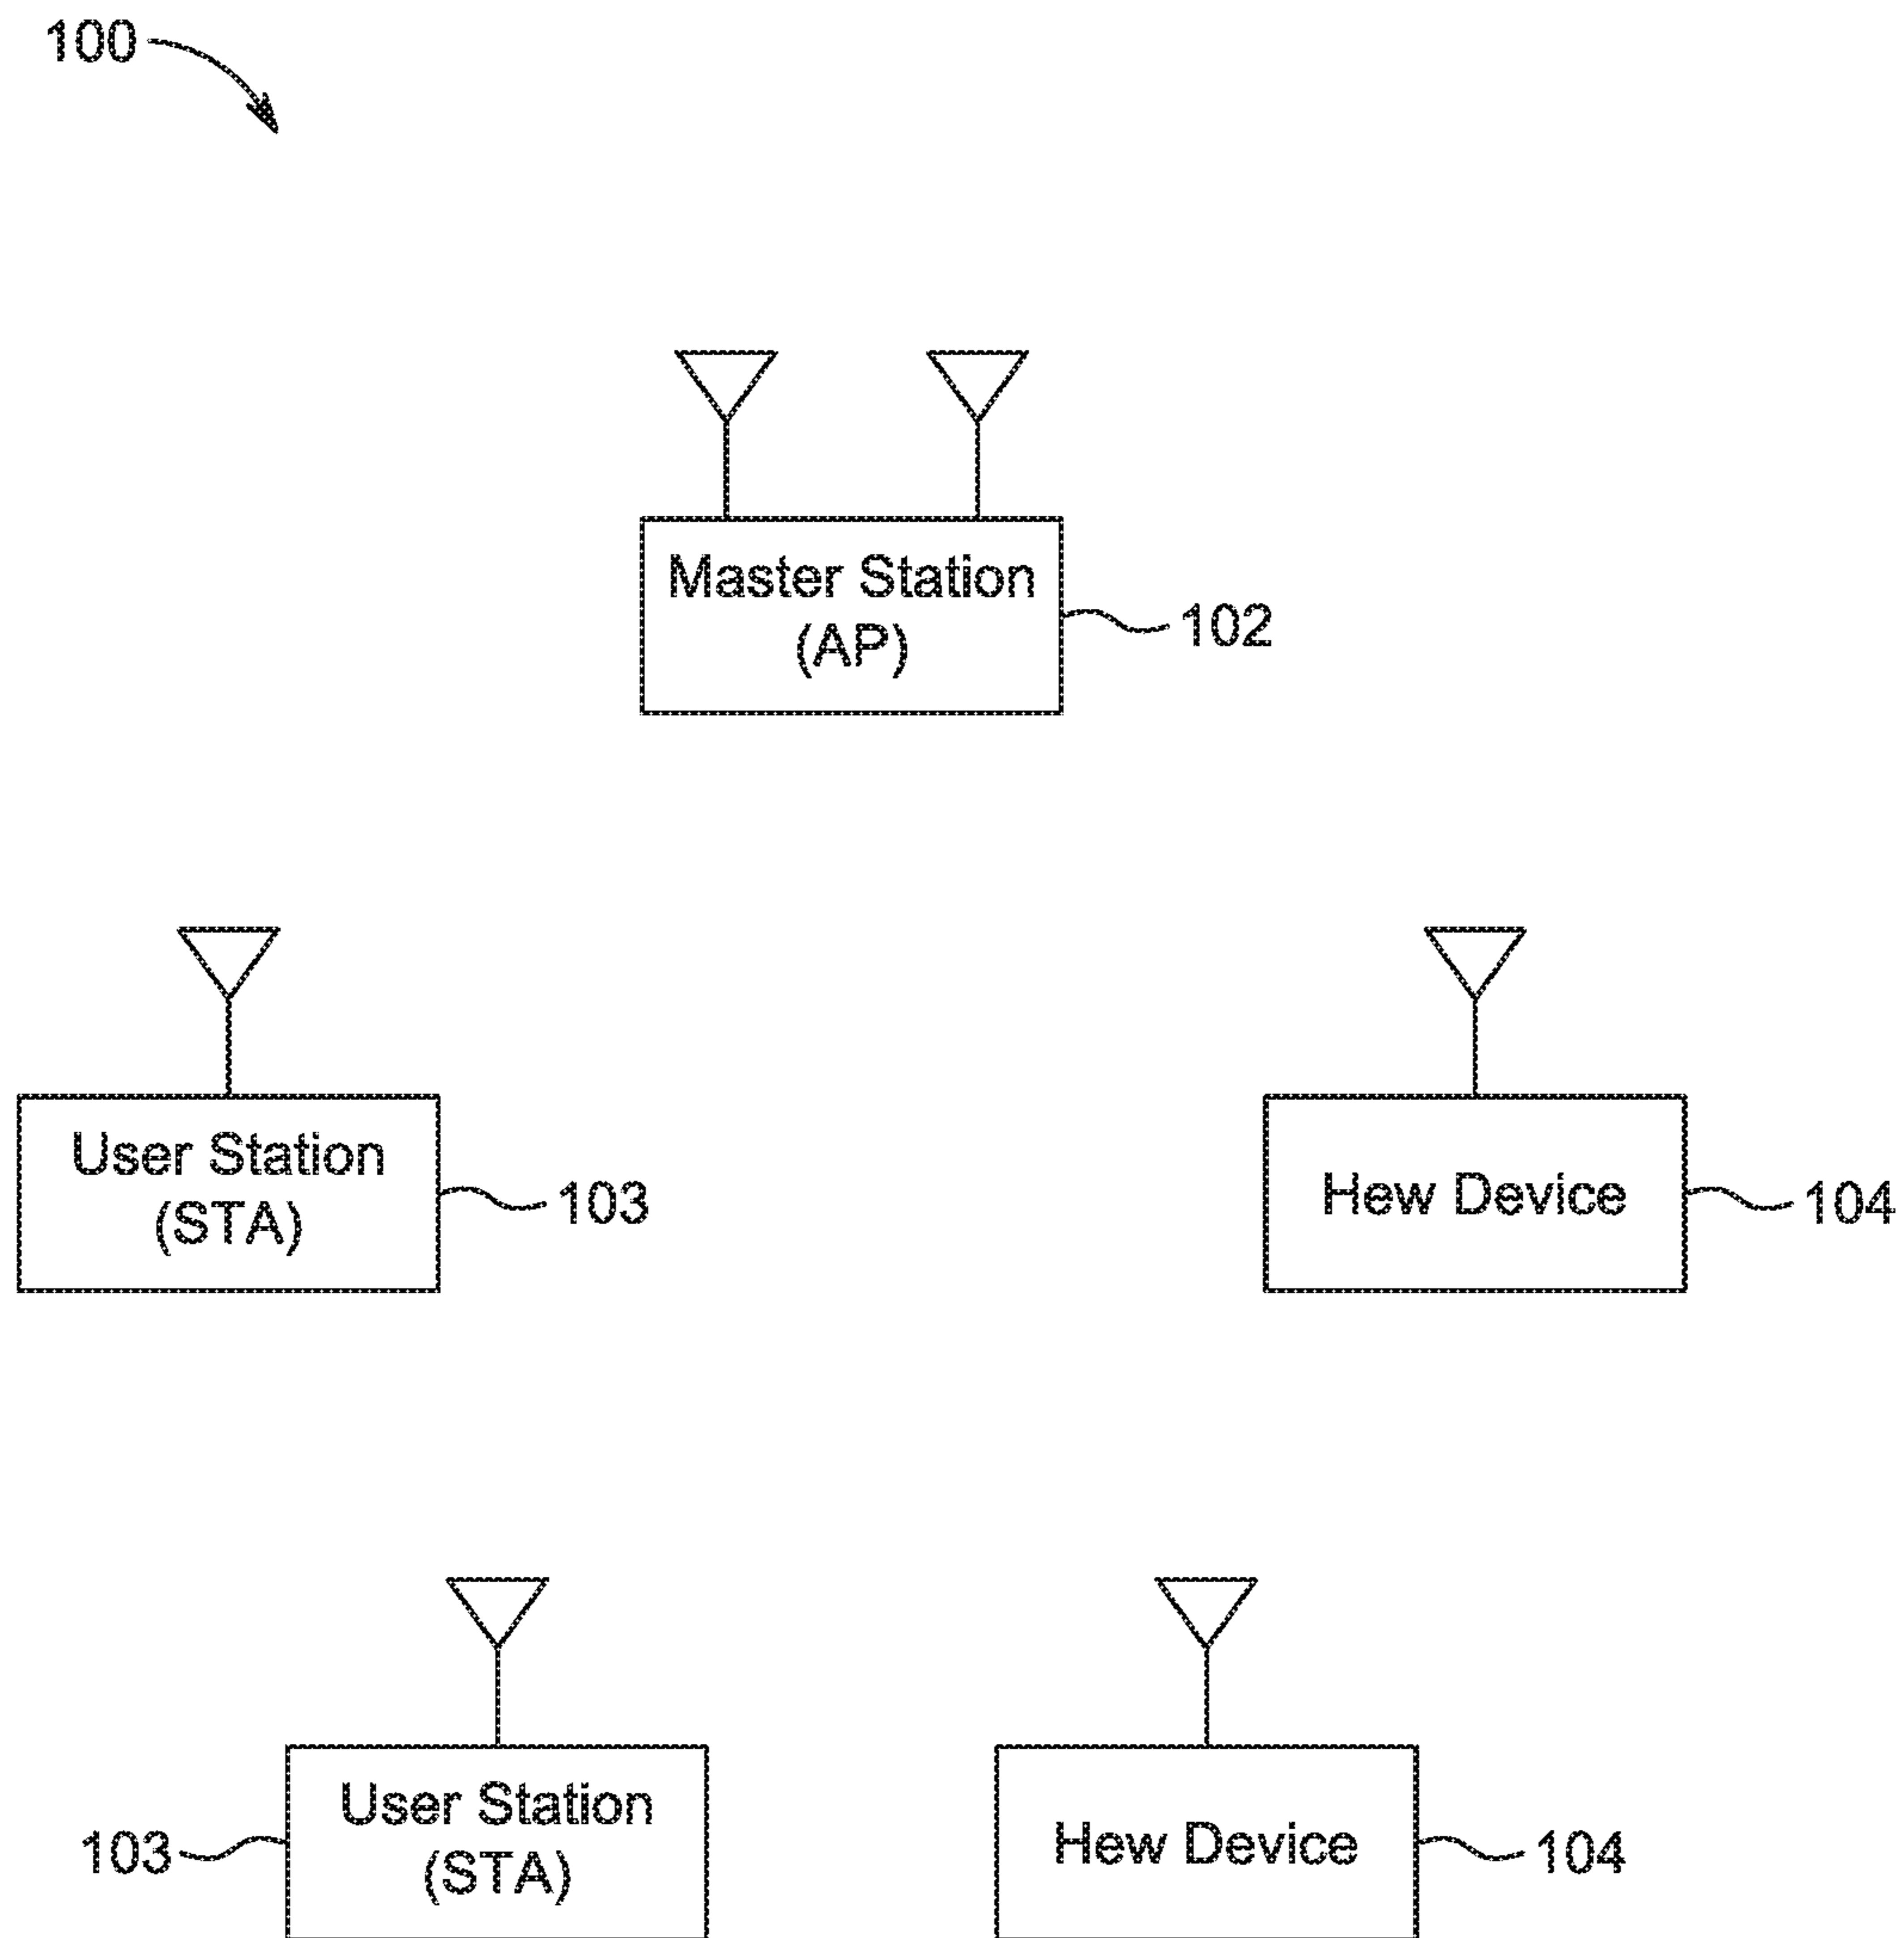 100
Master Station
(AP)
102
User Station
(STA)
103
Hew Device
104
103
User Station
(STA)
Hew Device
104